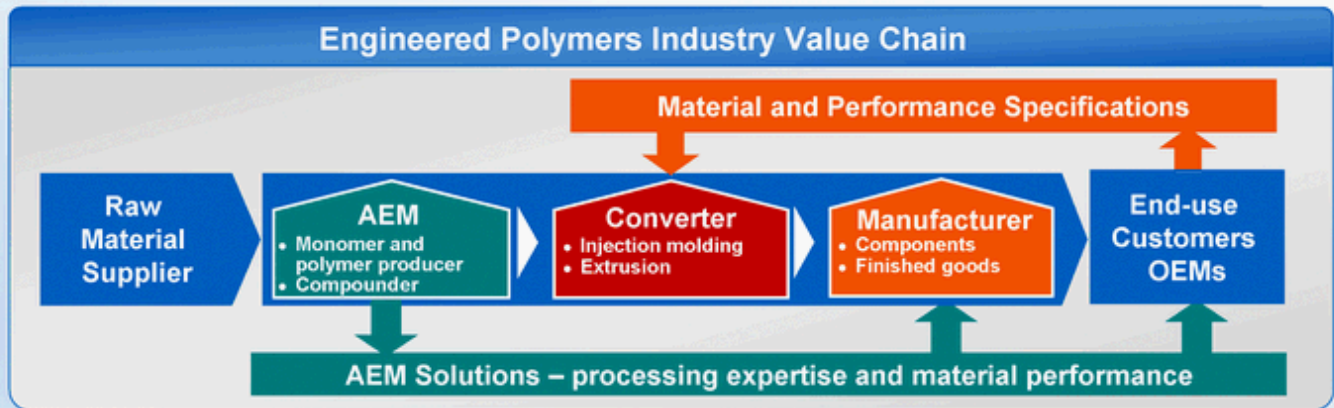 Engineered Polymers Industry Value Chain
Material and Performance Specifications
Raw
Material
Supplier
AEM
• Monomer and
polymer producer
• Compounder
Converter
• Injection molding
• Extrusion
Manufacturer
• Components
• Finished goods
End-use
Customers
OEMs
AEM Solutions – processing expertise and material performance